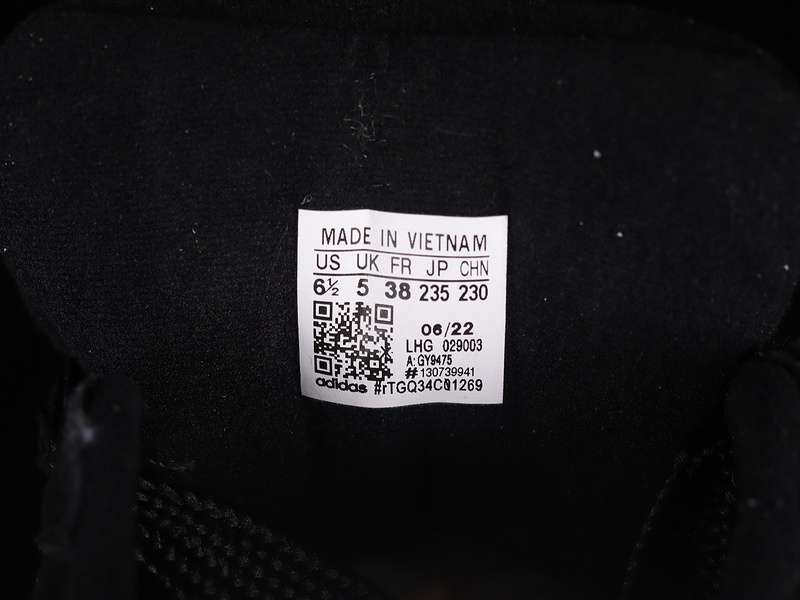 MADE IN VIETNAM
US UK FR JP CHN
6½ 5 38 235 230
06/22
LHG 029003
A:GY9475
# 130739941
adidas #rTGQ34C01269